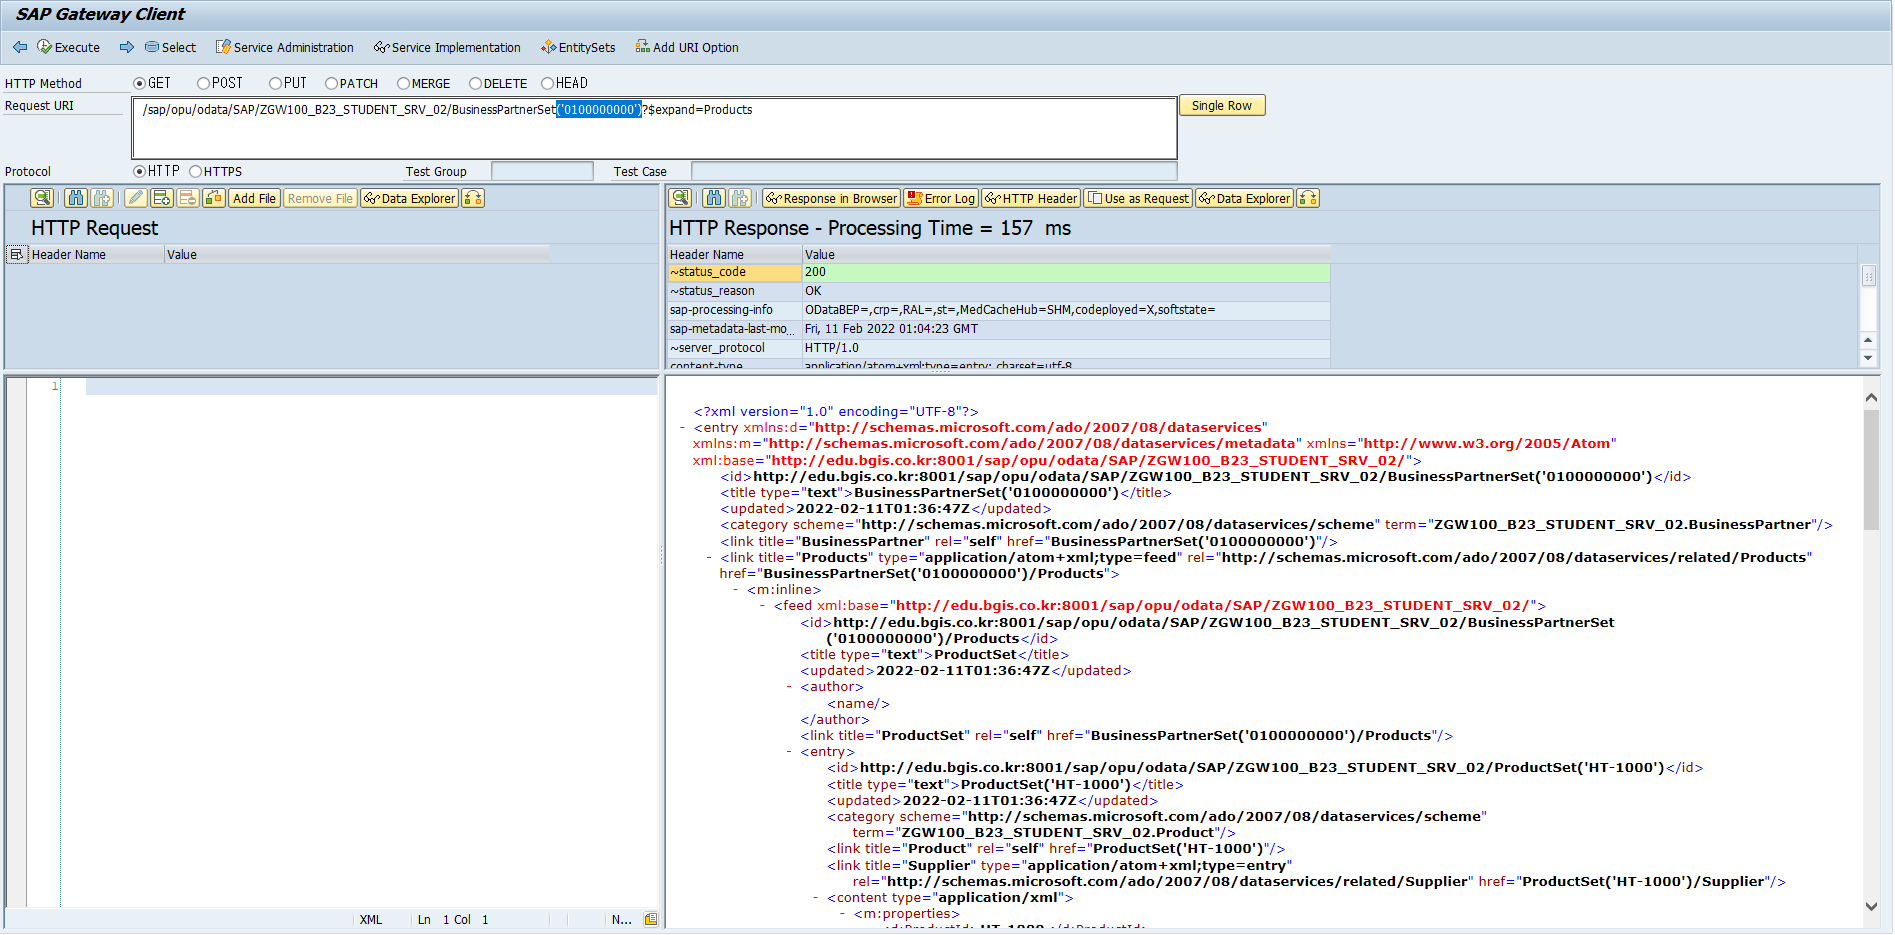 SAP Gateway Client
Execute Select Service Administration Service Implementation EntitySets Add URI Option
HTTP Method GET POST PUT PATCH MERGE DELETE HEAD
Request URI /sap/opu/odata/SAP/ZGW100_B23_STUDENT_SRV_02/BusinessPartnerSet('0100000000')?$expand=Products Single Row
Protocol HTTP HTTPS Test Group Test Case
Add File Remove File Data Explorer
HTTP Request
Header Name Value
1
XML Ln 1 Col 1 N...
Response in Browser Error Log HTTP Header Use as Request Data Explorer
HTTP Response - Processing Time = 157 ms
Header Name Value
~status_code 200
~status_reason OK
sap-processing-info ODataBEP=,crp=,RAL=,st=,MedCacheHub=SHM,codeployed=X,softstate=
sap-metadata-last-mo... Fri, 11 Feb 2022 01:04:23 GMT
~server_protocol HTTP/1.0
content-type application/atom+xml;type=entry; charset=utf-8
<?xml version="1.0" encoding="UTF-8"?>
- <entry xmlns:d="http://schemas.microsoft.com/ado/2007/08/dataservices"
xmlns:m="http://schemas.microsoft.com/ado/2007/08/dataservices/metadata" xmlns="http://www.w3.org/2005/Atom"
xml:base="http://edu.bgis.co.kr:8001/sap/opu/odata/SAP/ZGW100_B23_STUDENT_SRV_02/">
<id>http://edu.bgis.co.kr:8001/sap/opu/odata/SAP/ZGW100_B23_STUDENT_SRV_02/BusinessPartnerSet('0100000000')</id>
<title type="text">BusinessPartnerSet('0100000000')</title>
<updated>2022-02-11T01:36:47Z</updated>
<category scheme="http://schemas.microsoft.com/ado/2007/08/dataservices/scheme" term="ZGW100_B23_STUDENT_SRV_02.BusinessPartner"/>
<link title="BusinessPartner" rel="self" href="BusinessPartnerSet('0100000000')"/>
- <link title="Products" type="application/atom+xml;type=feed" rel="http://schemas.microsoft.com/ado/2007/08/dataservices/related/Products"
href="BusinessPartnerSet('0100000000')/Products">
- <m:inline>
- <feed xml:base="http://edu.bgis.co.kr:8001/sap/opu/odata/SAP/ZGW100_B23_STUDENT_SRV_02/">
<id>http://edu.bgis.co.kr:8001/sap/opu/odata/SAP/ZGW100_B23_STUDENT_SRV_02/BusinessPartnerSet
('0100000000')/Products</id>
<title type="text">ProductSet</title>
<updated>2022-02-11T01:36:47Z</updated>
- <author>
<name/>
</author>
<link title="ProductSet" rel="self" href="BusinessPartnerSet('0100000000')/Products"/>
- <entry>
<id>http://edu.bgis.co.kr:8001/sap/opu/odata/SAP/ZGW100_B23_STUDENT_SRV_02/ProductSet('HT-1000')</id>
<title type="text">ProductSet('HT-1000')</title>
<updated>2022-02-11T01:36:47Z</updated>
<category scheme="http://schemas.microsoft.com/ado/2007/08/dataservices/scheme"
term="ZGW100_B23_STUDENT_SRV_02.Product"/>
<link title="Product" rel="self" href="ProductSet('HT-1000')"/>
<link title="Supplier" type="application/atom+xml;type=entry"
rel="http://schemas.microsoft.com/ado/2007/08/dataservices/related/Supplier" href="ProductSet('HT-1000')/Supplier"/>
- <content type="application/xml">
- <m:properties>
<d:ProductId>HT-1000</d:ProductId>